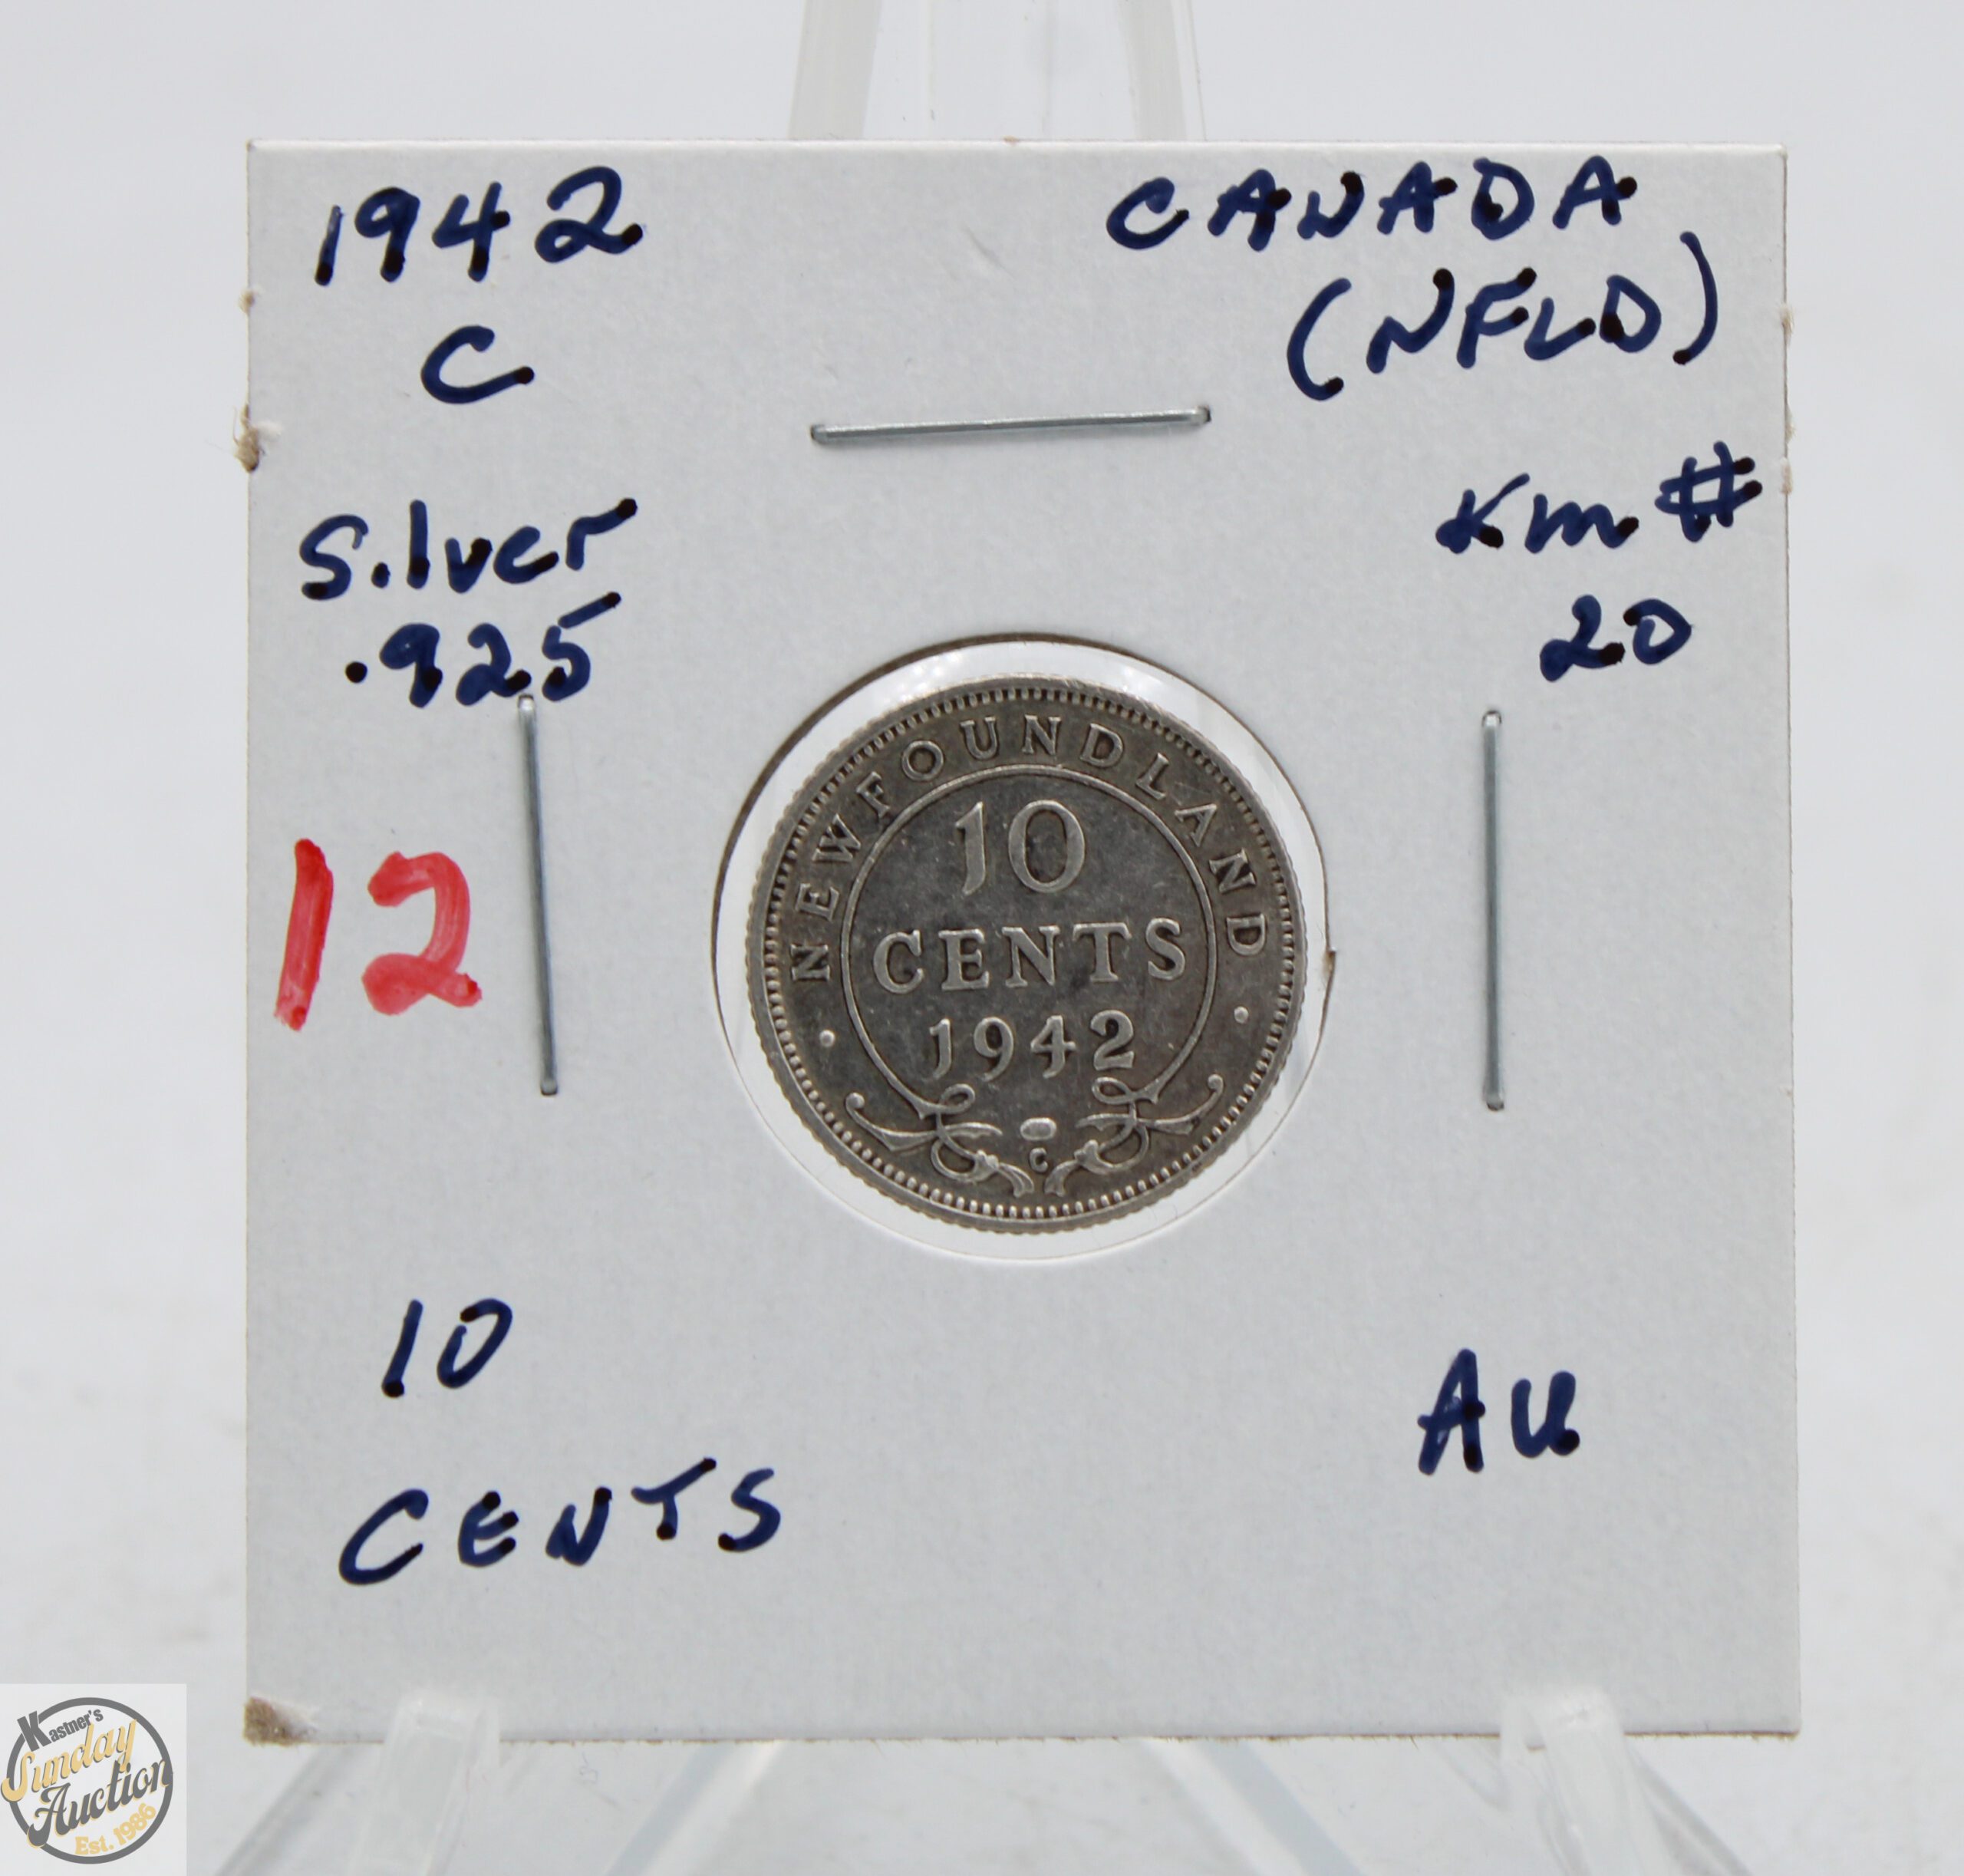 1942
C
CANADA
(NFLD)
Silver
.925
Km #
20
12
NEWFOUNDLAND
10
CENTS
1942
C
10
CENTS
AU
Kastner's
Sunday
Auction
Est. 1986